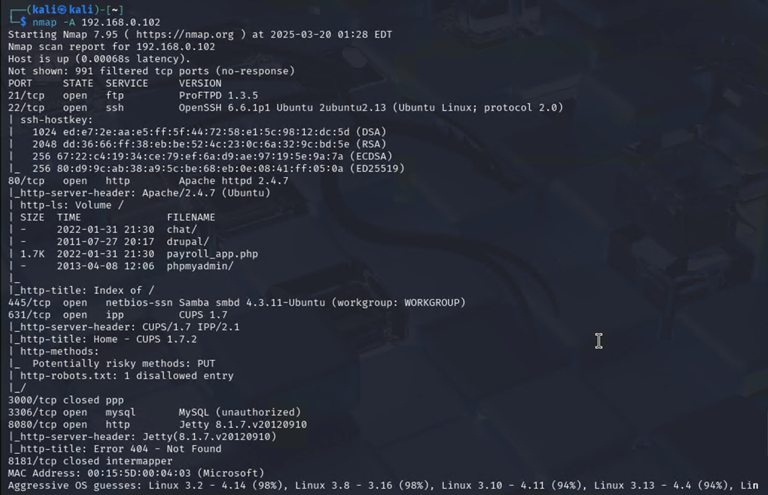 ┌──(kali㉿kali)-[~]
└─$ nmap -A 192.168.0.102
Starting Nmap 7.95 ( https://nmap.org ) at 2025-03-20 01:28 EDT
Nmap scan report for 192.168.0.102
Host is up (0.00068s latency).
Not shown: 991 filtered tcp ports (no-response)
PORT     STATE  SERVICE     VERSION
21/tcp   open   ftp         ProFTPD 1.3.5
22/tcp   open   ssh         OpenSSH 6.6.1p1 Ubuntu 2ubuntu2.13 (Ubuntu Linux; protocol 2.0)
| ssh-hostkey:
|   1024 ed:e7:2e:aa:e5:ff:5f:44:72:58:e1:5c:98:12:dc:5d (DSA)
|   2048 dd:36:66:ff:38:eb:be:52:4c:23:0c:6a:32:9c:bd:5e (RSA)
|   256 67:22:c4:19:34:ce:79:ef:6a:d9:ae:97:19:5e:9a:7a (ECDSA)
|_  256 80:d9:9c:ab:38:a9:5c:be:68:eb:0e:08:41:ff:05:0a (ED25519)
80/tcp   open   http        Apache httpd 2.4.7
|_http-server-header: Apache/2.4.7 (Ubuntu)
| http-ls: Volume /
| SIZE  TIME              FILENAME
| -     2022-01-31 21:30  chat/
| -     2011-07-27 20:17  drupal/
| 1.7K  2022-01-31 21:30  payroll_app.php
| -     2013-04-08 12:06  phpmyadmin/
|_
|_http-title: Index of /
445/tcp  open   netbios-ssn Samba smbd 4.3.11-Ubuntu (workgroup: WORKGROUP)
631/tcp  open   ipp         CUPS 1.7
|_http-server-header: CUPS/1.7 IPP/2.1
|_http-title: Home - CUPS 1.7.2
| http-methods:
|_  Potentially risky methods: PUT
| http-robots.txt: 1 disallowed entry
|_/
3000/tcp closed ppp
3306/tcp open   mysql       MySQL (unauthorized)
8080/tcp open   http        Jetty 8.1.7.v20120910
|_http-server-header: Jetty(8.1.7.v20120910)
|_http-title: Error 404 - Not Found
8181/tcp closed intermapper
MAC Address: 00:15:5D:00:04:03 (Microsoft)
Aggressive OS guesses: Linux 3.2 - 4.14 (98%), Linux 3.8 - 3.16 (98%), Linux 3.10 - 4.11 (94%), Linux 3.13 - 4.4 (94%), Lin